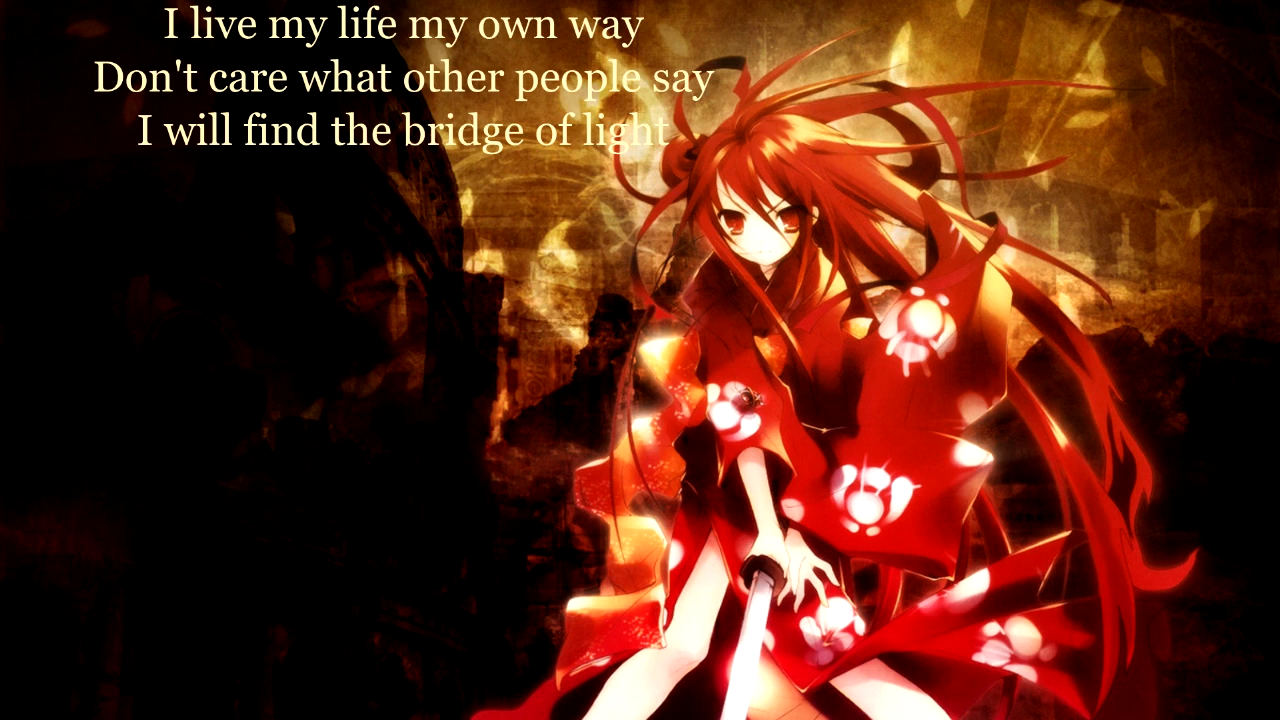 I live my life my own way
Don't care what other people say
I will find the bridge of light